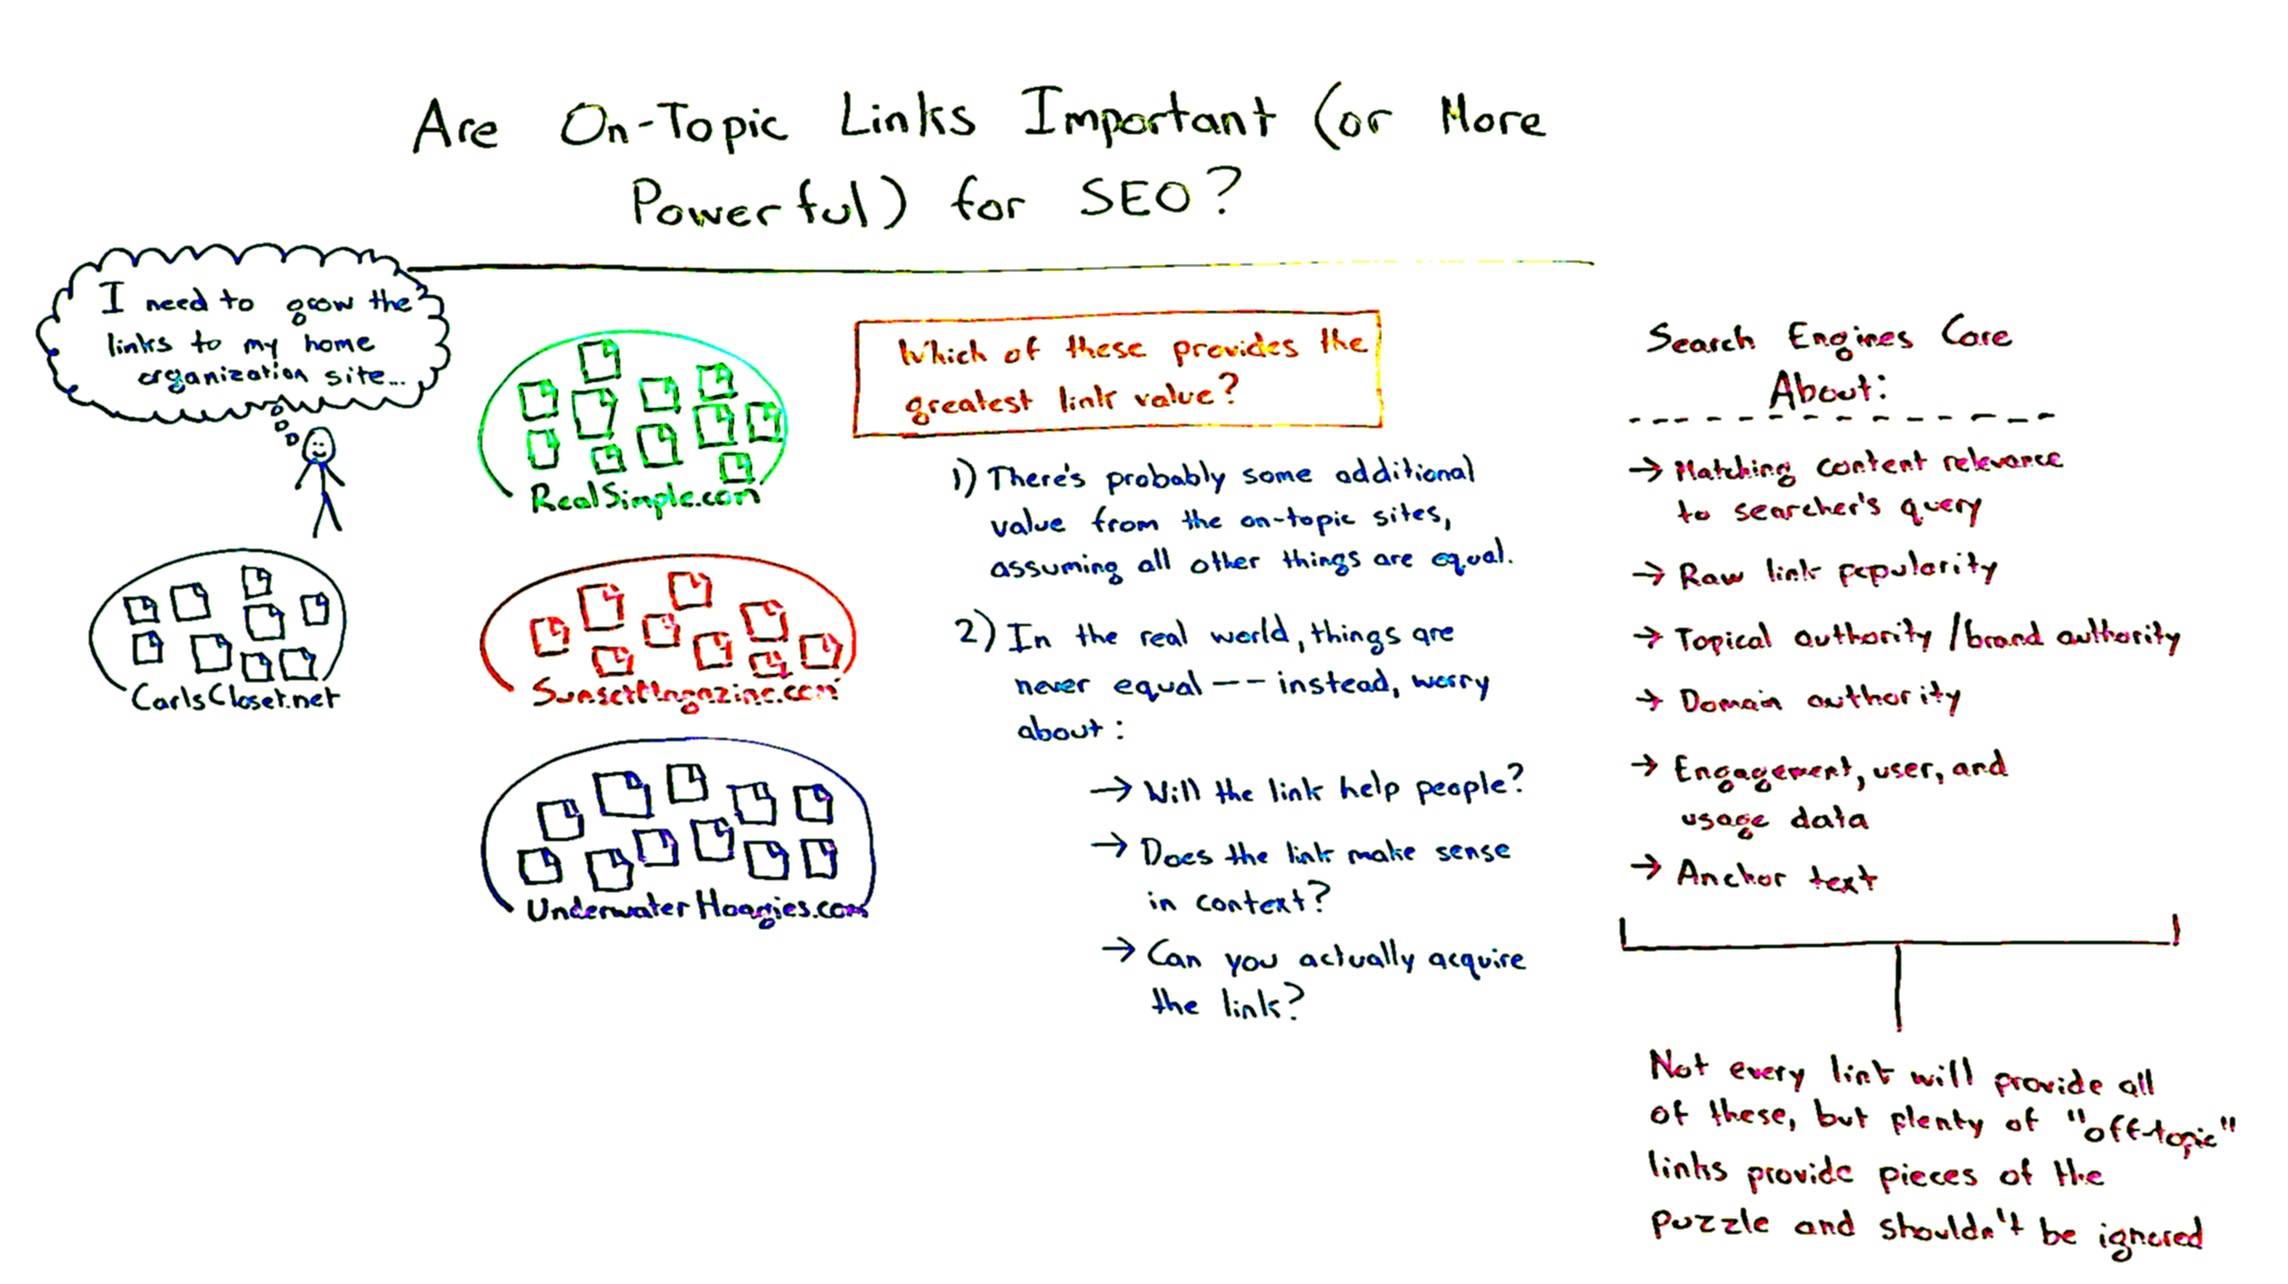 Are On-Topic Links Important (or More
Powerful) for SEO?
I need to grow the
links to my home
organization site...
CarlsCloset.net
RealSimple.com
SunsetMagazine.com
UnderwaterHoagies.com
Which of these provides the
greatest link value?
1) There's probably some additional
value from the on-topic sites,
assuming all other things are equal.
2) In the real world, things are
never equal -- instead, worry
about:
→ Will the link help people?
→ Does the link make sense
in context?
→ Can you actually acquire
the link?
Search Engines Care
About:
→ Matching content relevance
to searcher's query
→ Raw link popularity
→ Topical authority/brand authority
→ Domain authority
→ Engagement, user, and
usage data
→ Anchor text
Not every link will provide all
of these, but plenty of "off-topic"
links provide pieces of the
puzzle and shouldn't be ignored